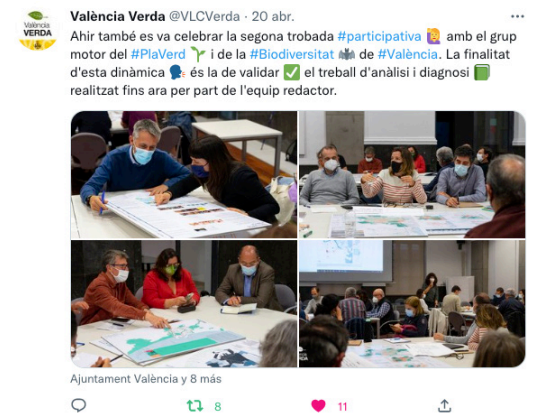 València Verda @VLCVerda · 20 abr.
Ahir també es va celebrar la segona trobada #participativa 🙋 amb el grup
motor del #PlaVerd 🌱 i de la #Biodiversitat 🦇 de #València. La finalitat
d'esta dinàmica 🗣 és la de validar ✅ el treball d'anàlisi i diagnosi 📗
realitzat fins ara per part de l'equip redactor.
València
VERDA
Ajuntament València y 8 más
8
11